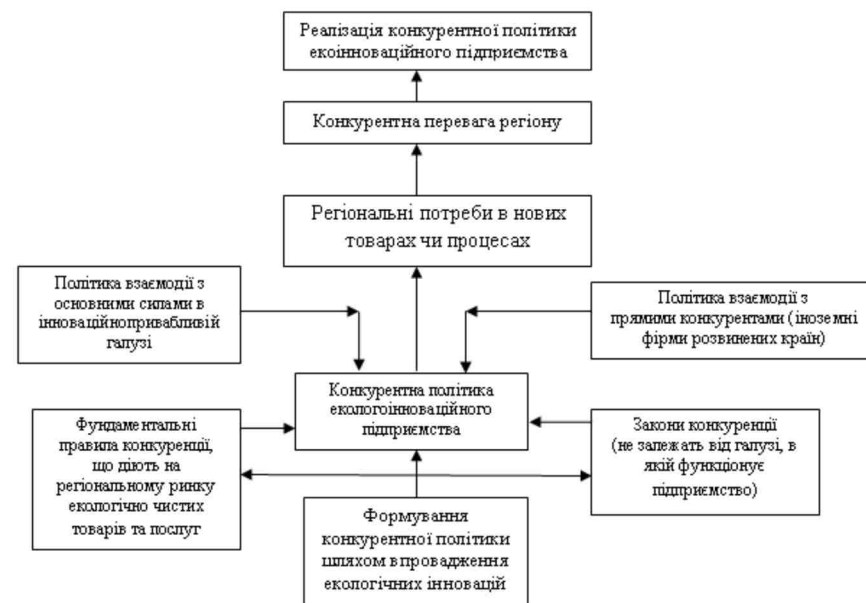 Реалізація конкурентної політики
екоінноваційного підприємства
Конкурентна перевага регіону
Регіональні потреби в нових
товарах чи процесах
Політика взаємодії з
основними силами в
інноваційнопривабливій
галузі
Політика взаємодії з
прямими конкурентами (іноземні
фірми розвинених країн)
Конкурентна політика
екологоінноваційного
підприємства
Фундаментальні
правила конкуренції,
що діють на
регіональному ринку
екологічно чистих
товарів та послуг
Закони конкуренції
(не залежать від галузі, в
якій функціонує
підприємство)
Формування
конкурентної політики
шляхом впровадження
екологічних інновацій